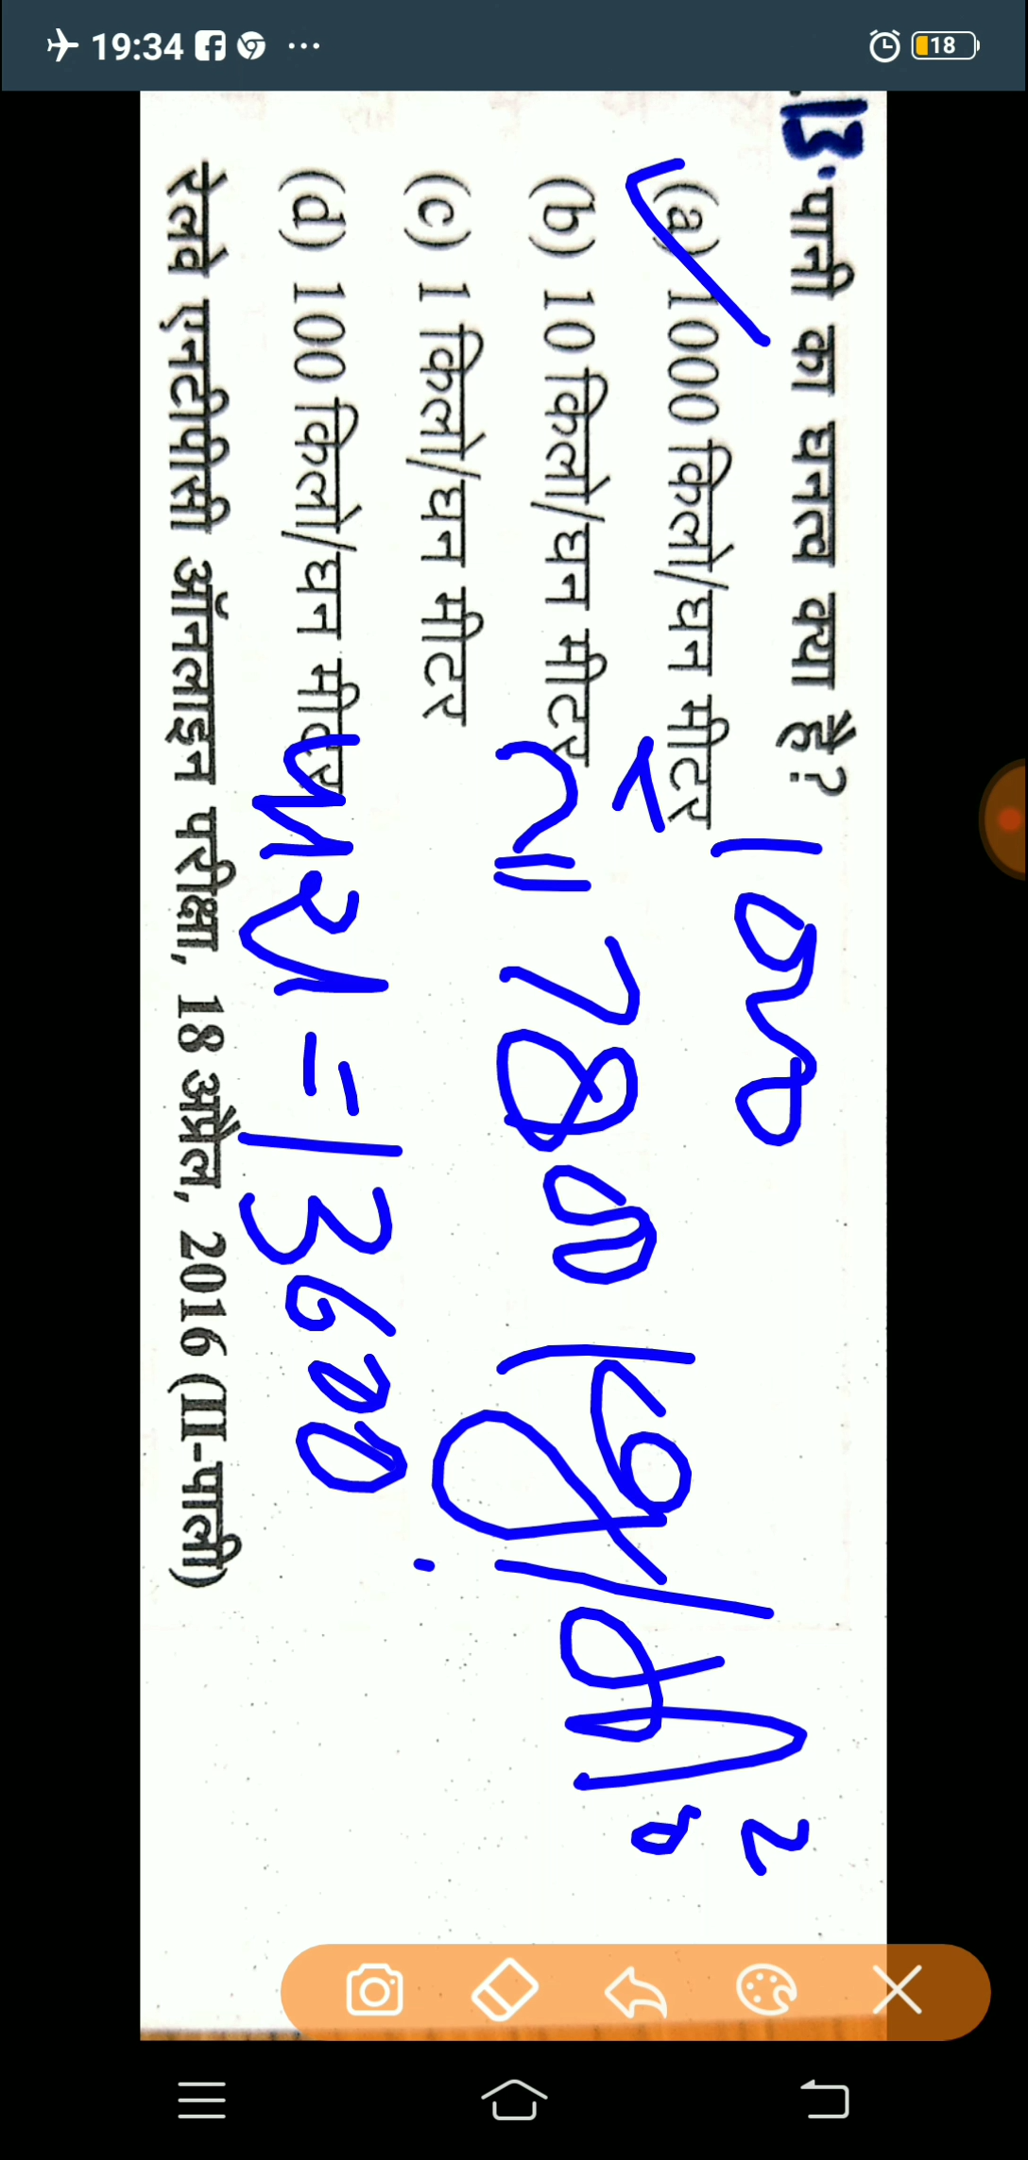 19:34
18
.13. पानी का घनत्व क्या है?
(a) 1000 किलो/घन मीटर
(b) 10 किलो/घन मीटर
(c) 1 किलो/घन मीटर
(d) 100 किलो/घन मीटर
रेलवे एनटीपीसी ऑनलाइन परीक्षा, 18 अप्रैल, 2016 (II-पाली)
1000
7800 Kg/
= 13600